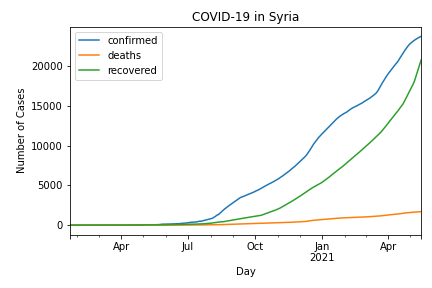 COVID-19 in Syria
confirmed
deaths
recovered
Number of Cases
20000
15000
10000
5000
0
Apr Jul Oct Jan Apr
2021
Day